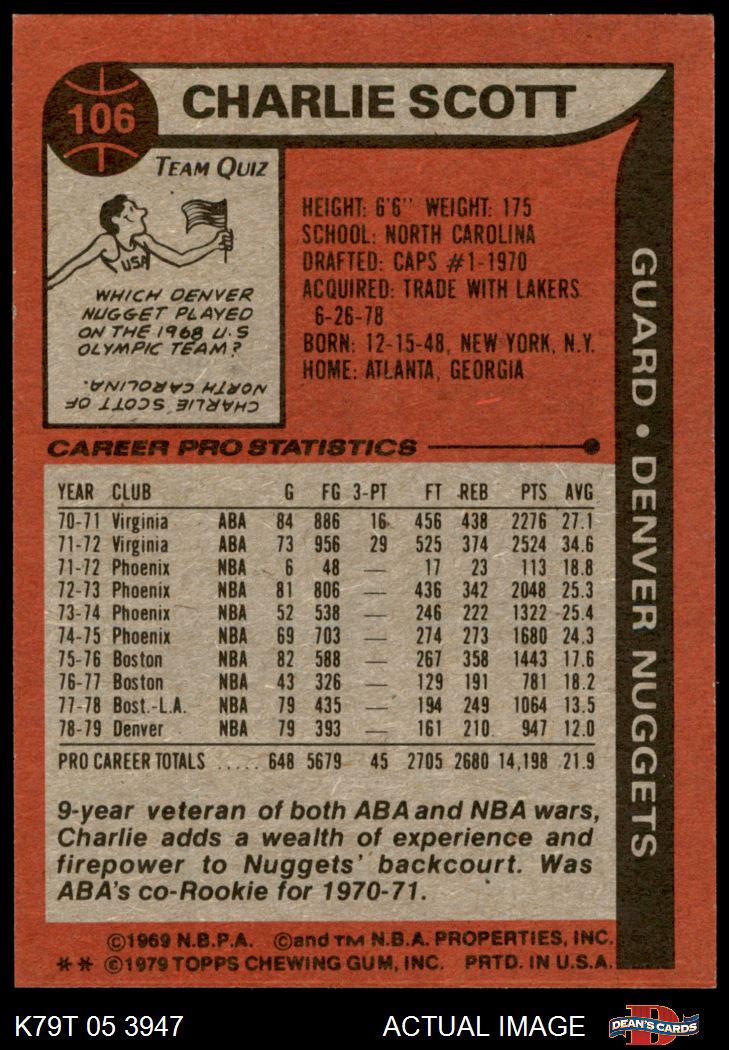 106
CHARLIE SCOTT
TEAM QUIZ
USA
WHICH DENVER
NUGGET PLAYED
ON THE 1968 U.S
OLYMPIC TEAM?
CHARLIE SCOTT OF
NORTH CAROLINA.
HEIGHT: 6'6" WEIGHT: 175
SCHOOL: NORTH CAROLINA
DRAFTED: CAPS #1-1970
ACQUIRED: TRADE WITH LAKERS
6-26-78
BORN: 12-15-48, NEW YORK, N.Y.
HOME: ATLANTA, GEORGIA
GUARD • DENVER NUGGETS
CAREER PRO STATISTICS
YEAR CLUB G FG 3-PT FT REB PTS AVG
70-71 Virginia ABA 84 886 16 456 438 2276 27.1
71-72 Virginia ABA 73 956 29 525 374 2524 34.6
71-72 Phoenix NBA 6 48 — 17 23 113 18.8
72-73 Phoenix NBA 81 806 — 436 342 2048 25.3
73-74 Phoenix NBA 52 538 — 246 222 1322 25.4
74-75 Phoenix NBA 69 703 — 274 273 1680 24.3
75-76 Boston NBA 82 588 — 267 358 1443 17.6
76-77 Boston NBA 43 326 — 129 191 781 18.2
77-78 Bost.-L.A. NBA 79 435 — 194 249 1064 13.5
78-79 Denver NBA 79 393 — 161 210 947 12.0
PRO CAREER TOTALS ..... 648 5679 45 2705 2680 14,198 21.9
9-year veteran of both ABA and NBA wars,
Charlie adds a wealth of experience and
firepower to Nuggets' backcourt. Was
ABA's co-Rookie for 1970-71.
©1969 N.B.P.A. ©and TM N.B.A. PROPERTIES, INC.
** ©1979 TOPPS CHEWING GUM, INC. PRTD. IN U.S.A.
K79T 05 3947 ACTUAL IMAGE
D
DEAN'S CARDS